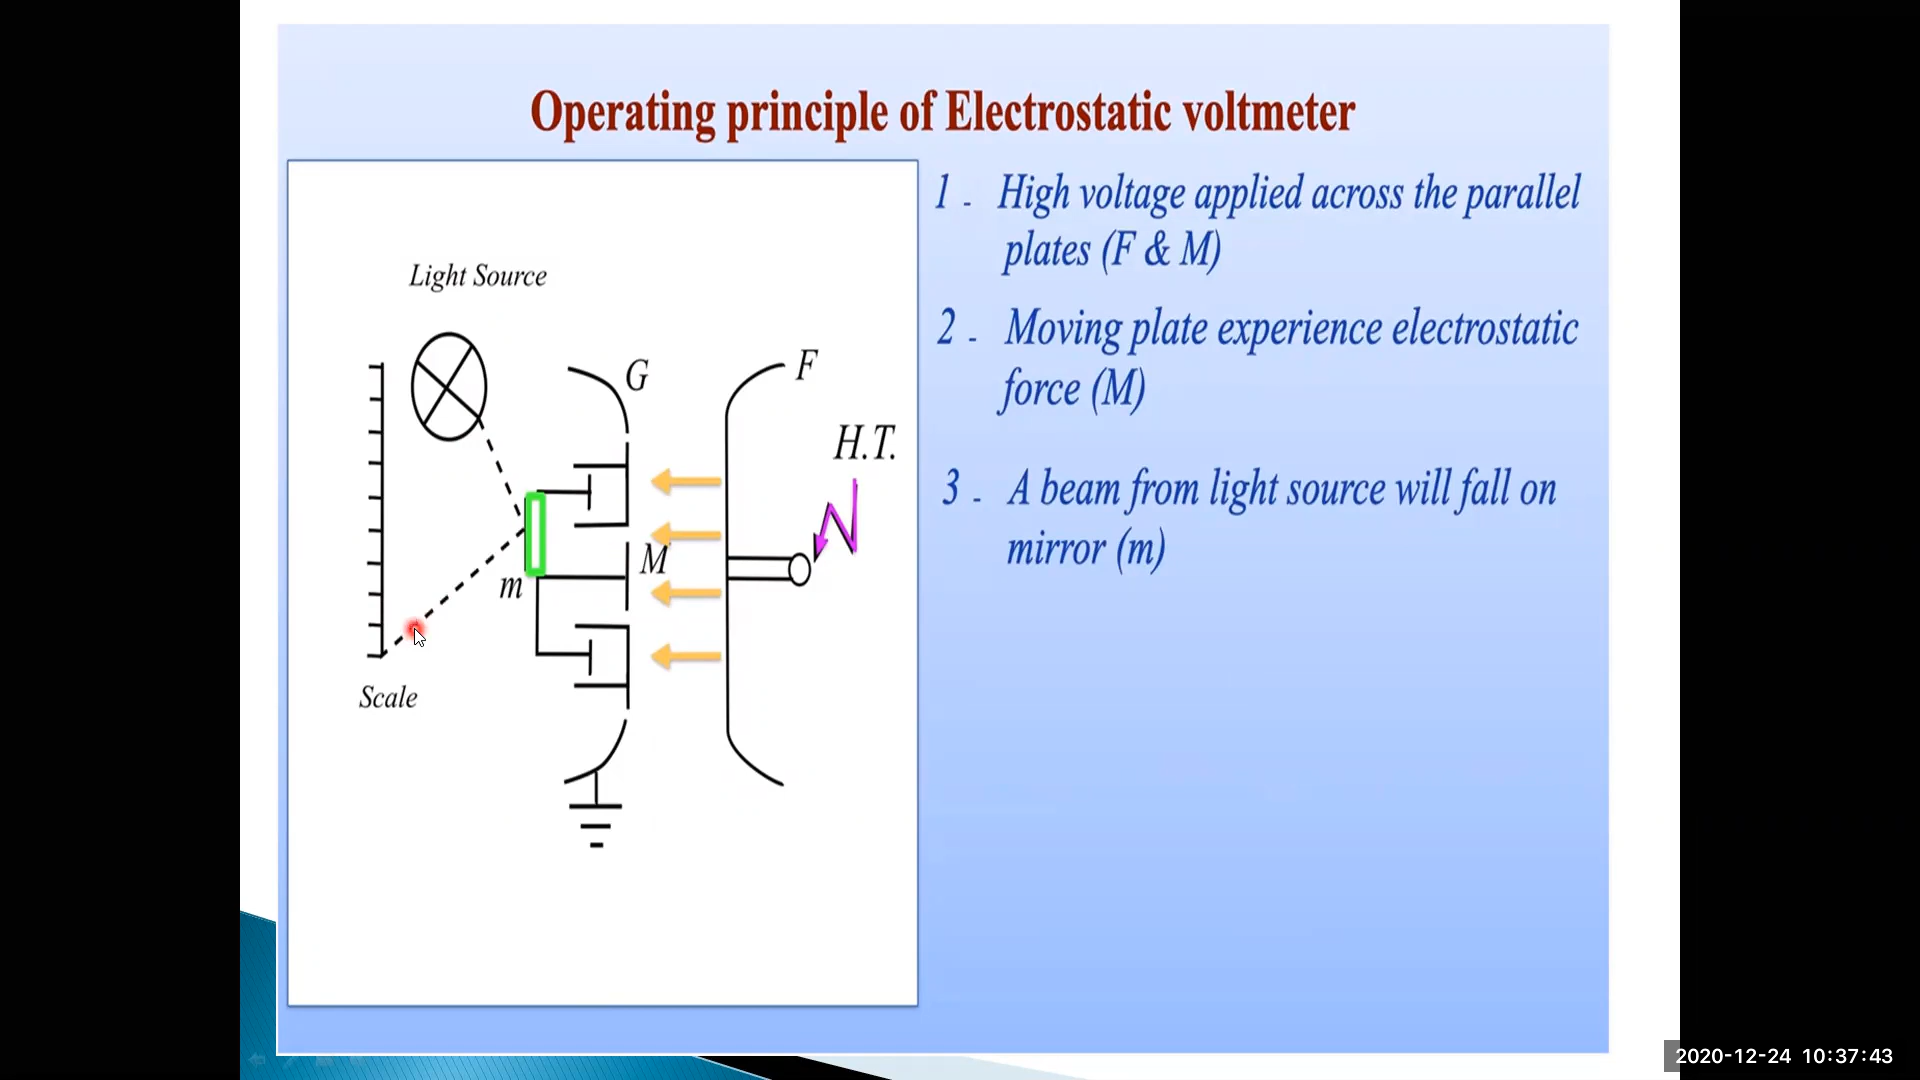 Operating principle of Electrostatic voltmeter
1 - High voltage applied across the parallel
plates (F & M)
2 - Moving plate experience electrostatic
force (M)
3 - A beam from light source will fall on
mirror (m)
Light Source
G
F
H.T.
M
m
Scale
2020-12-24 10:37:43